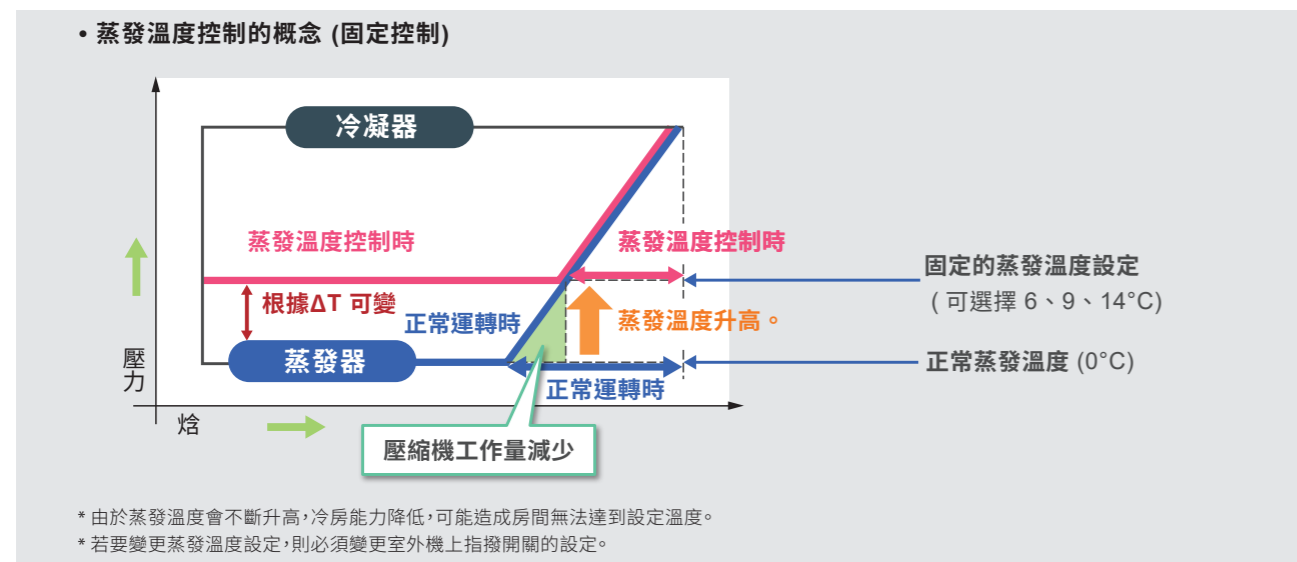 • 蒸發溫度控制的概念 (固定控制)
冷凝器
蒸發溫度控制時
蒸發溫度控制時
固定的蒸發溫度設定
( 可選擇 6、9、14°C)
根據ΔT 可變
正常運轉時
蒸發溫度升高。
壓力
蒸發器
正常蒸發溫度 (0°C)
正常運轉時
焓
壓縮機工作量減少
* 由於蒸發溫度會不斷升高,冷房能力降低,可能造成房間無法達到設定溫度。
* 若要變更蒸發溫度設定,則必須變更室外機上指撥開關的設定。